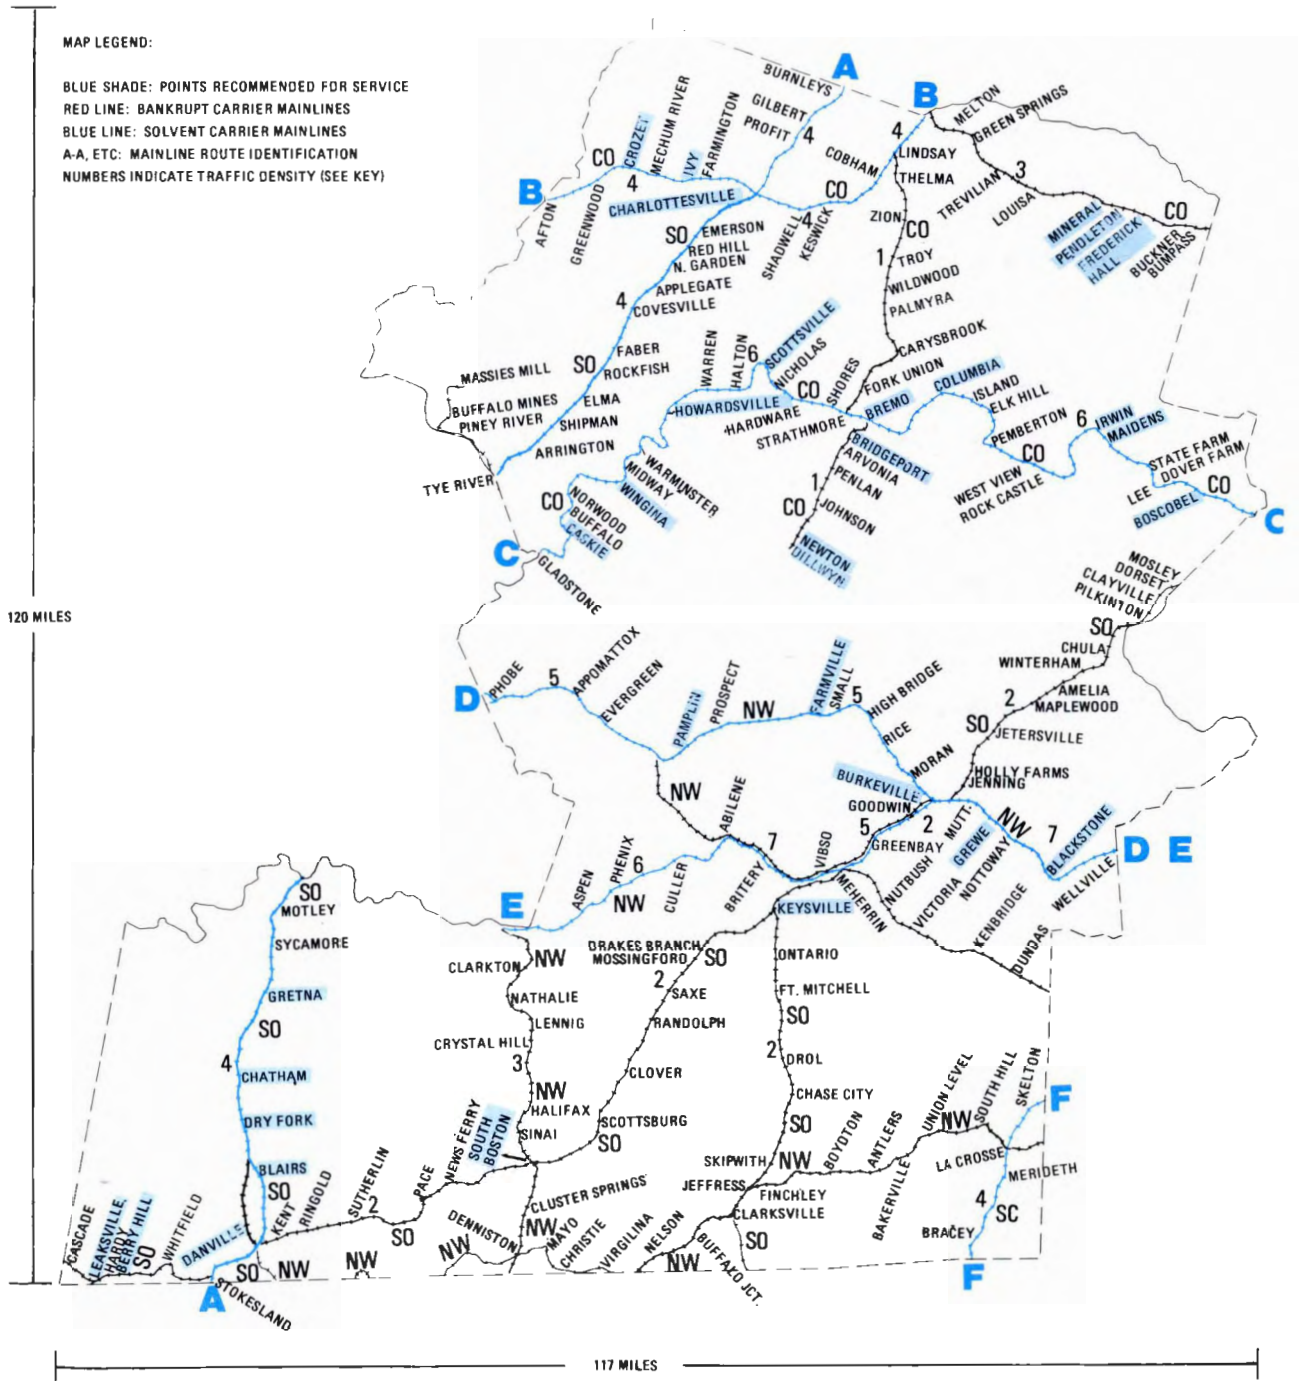 MAP LEGEND:
BLUE SHADE: POINTS RECOMMENDED FOR SERVICE
RED LINE: BANKRUPT CARRIER MAINLINES
BLUE LINE: SOLVENT CARRIER MAINLINES
A-A, ETC: MAINLINE ROUTE IDENTIFICATION
NUMBERS INDICATE TRAFFIC DENSITY (SEE KEY)
120 MILES
117 MILES
A
BURNLEYS
GILBERT
PROFIT
4
B
MELTON
GREEN SPRINGS
4
COBHAM
LINDSAY
THELMA
TREVILIAN
3
LOUISA
MINERAL
PENDLETON
FREDERICK
HALL
CO
BUCKNER
BUMPASS
B
AFTON
CO
GREENWOOD
4
CROZET
MECHUM RIVER
IVY
FARMINGTON
CHARLOTTESVILLE
CO
4
SHADWELL
KESWICK
ZION
CO
1
TROY
WILDWOOD
PALMYRA
CARYSBROOK
FORK UNION
SO
EMERSON
RED HILL
N. GARDEN
APPLEGATE
4
COVESVILLE
FABER
SO
ROCKFISH
ELMA
SHIPMAN
ARRINGTON
MASSIES MILL
BUFFALO MINES
PINEY RIVER
TYE RIVER
WARREN
HALTON
6
SCOTTSVILLE
NICHOLAS
CO
SHORES
HOWARDSVILLE
HARDWARE
STRATHMORE
BREMO
COLUMBIA
ISLAND
ELK HILL
PEMBERTON
CO
WEST VIEW
ROCK CASTLE
6
IRWIN
MAIDENS
STATE FARM
DOVER FARM
LEE
CO
BOSCOBEL
C
BRIDGEPORT
ARVONIA
PENLAN
1
CO
JOHNSON
NEWTON
DILLWYN
WARMINSTER
MIDWAY
WINGINA
CO
NORWOOD
BUFFALO
CASKIE
C
GLADSTONE
MOSLEY
DORSET
CLAYVILLE
PILKINTON
SO
CHULA
WINTERHAM
2
AMELIA
MAPLEWOOD
SO
JETERSVILLE
HOLLY FARMS
JENNING
D
PHOBE
5
APPOMATTOX
EVERGREEN
PAMPLIN
PROSPECT
NW
FARMVILLE
SMALL
5
HIGH BRIDGE
RICE
MORAN
BURKEVILLE
GOODWIN
NW
ABILENE
7
VIBSO
5
2
GREENBAY
MUTT.
GREWE
NW
NOTTOWAY
7
BLACKSTONE
WELLVILLE
D E
E
ASPEN
PHENIX
6
NW
CULLER
BRITERY
KEYSVILLE
MEHERRIN
NUTBUSH
VICTORIA
KENBRIDGE
DUNDAS
SO
MOTLEY
SYCAMORE
GRETNA
SO
4
CHATHAM
DRY FORK
BLAIRS
SO
CLARKTON
NW
NATHALIE
LENNIG
CRYSTAL HILL
3
NW
HALIFAX
SINAI
DRAKES BRANCH
MOSSINGFORD
SO
2
SAXE
RANDOLPH
CLOVER
SCOTTSBURG
SO
ONTARIO
FT. MITCHELL
SO
2
DROL
CHASE CITY
SO
SKIPWITH
NW
JEFFRESS
FINCHLEY
CLARKSVILLE
SO
BOYDTON
ANTLERS
BAKERVILLE
UNION LEVEL
NW
SOUTH HILL
SKELTON
F
LA CROSSE
MERIDETH
4
SC
BRACEY
F
CASCADE
LEAKSVILLE
HARDY
BERRY HILL
SO
WHITFIELD
DANVILLE
A
SO
STOKESLAND
NW
KENT
RINGOLD
SUTHERLIN
2
NW
SO
PACE
NEWS FERRY
SOUTH
BOSTON
CLUSTER SPRINGS
DENNISTON
NW
NW
MAYO
CHRISTIE
VIRGILINA
NELSON
NW
BUFFALO JCT.